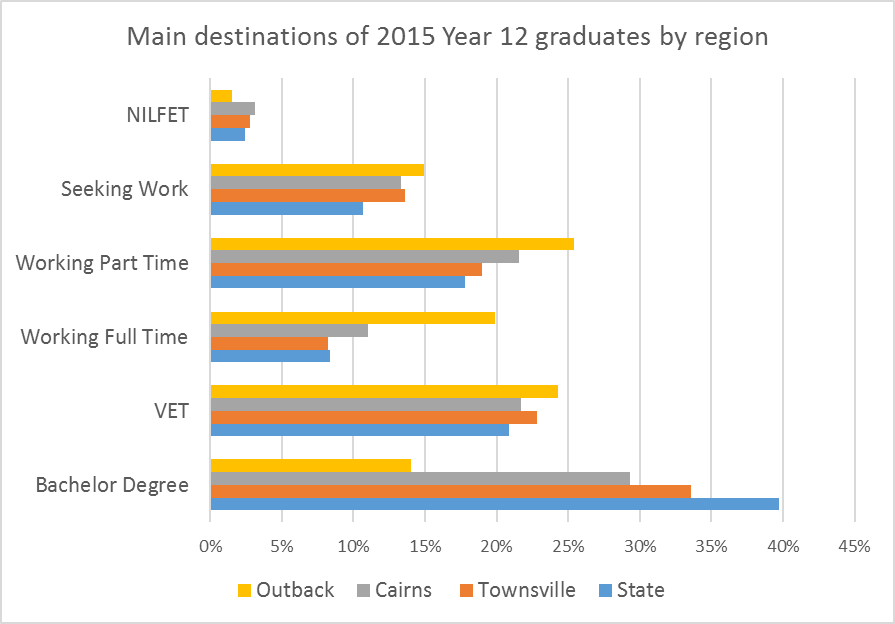 Main destinations of 2015 Year 12 graduates by region
NILFET
Seeking Work
Working Part Time
Working Full Time
VET
Bachelor Degree
0% 5% 10% 15% 20% 25% 30% 35% 40% 45%
Outback Cairns Townsville State